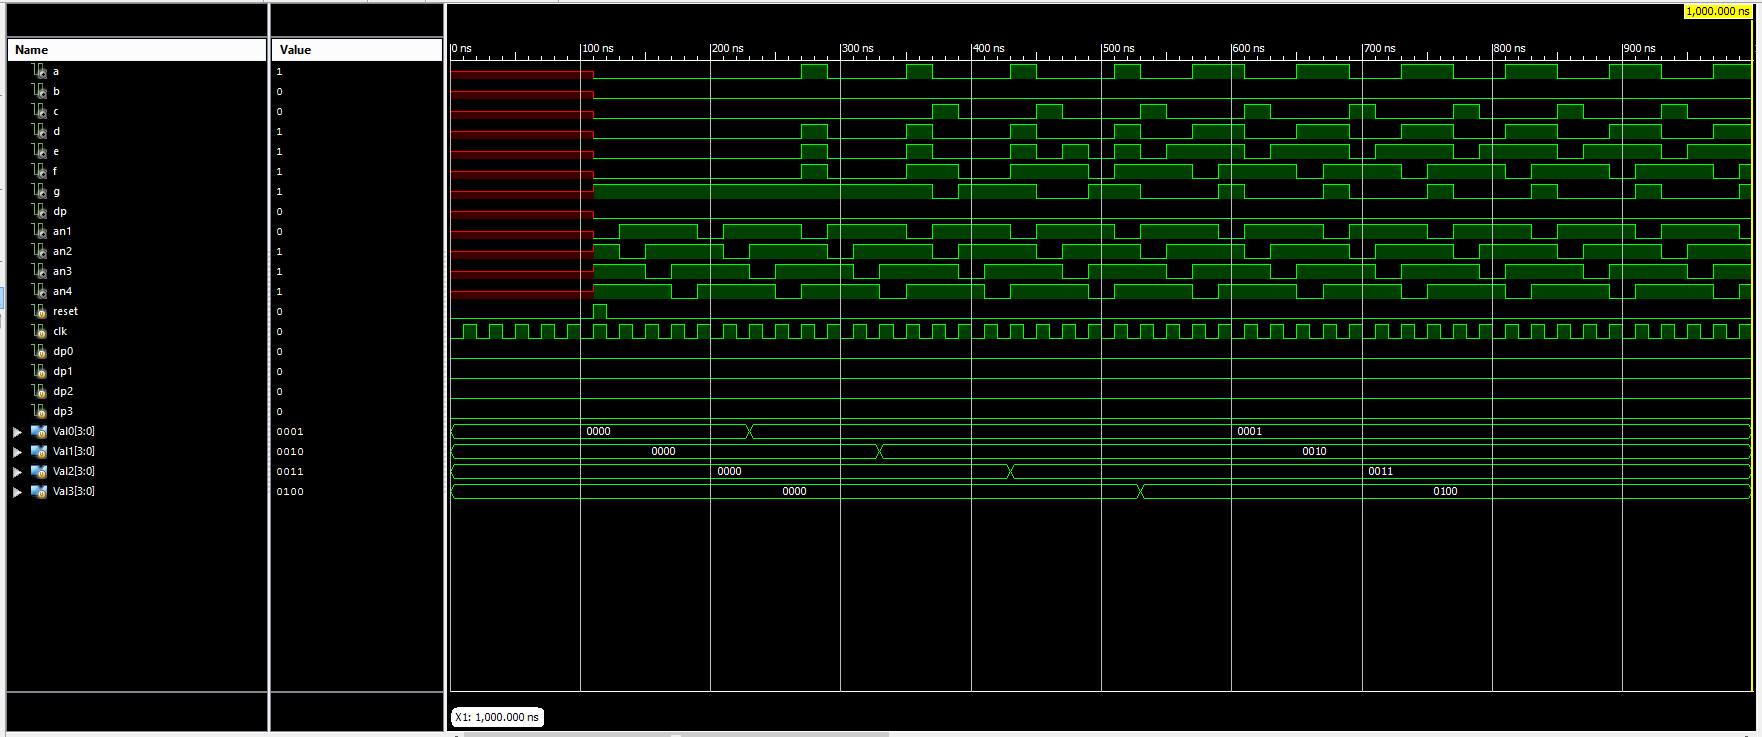 1,000.000 ns
Name Value 0 ns 100 ns 200 ns 300 ns 400 ns 500 ns 600 ns 700 ns 800 ns 900 ns
a 1
b 0
c 0
d 1
e 1
f 1
g 1
dp 0
an1 0
an2 1
an3 1
an4 1
reset 0
clk 0
dp0 0
dp1 0
dp2 0
dp3 0
Val0[3:0] 0001 0000 0001
Val1[3:0] 0010 0000 0010
Val2[3:0] 0011 0000 0011
Val3[3:0] 0100 0000 0100
X1: 1,000.000 ns